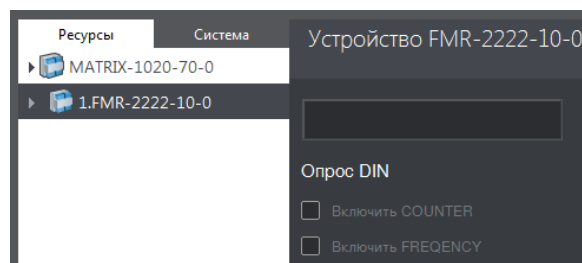 Ресурсы Система
MATRIX-1020-70-0
1.FMR-2222-10-0
Устройство FMR-2222-10-0
Опрос DIN
Включить COUNTER
Включить FREQENCY